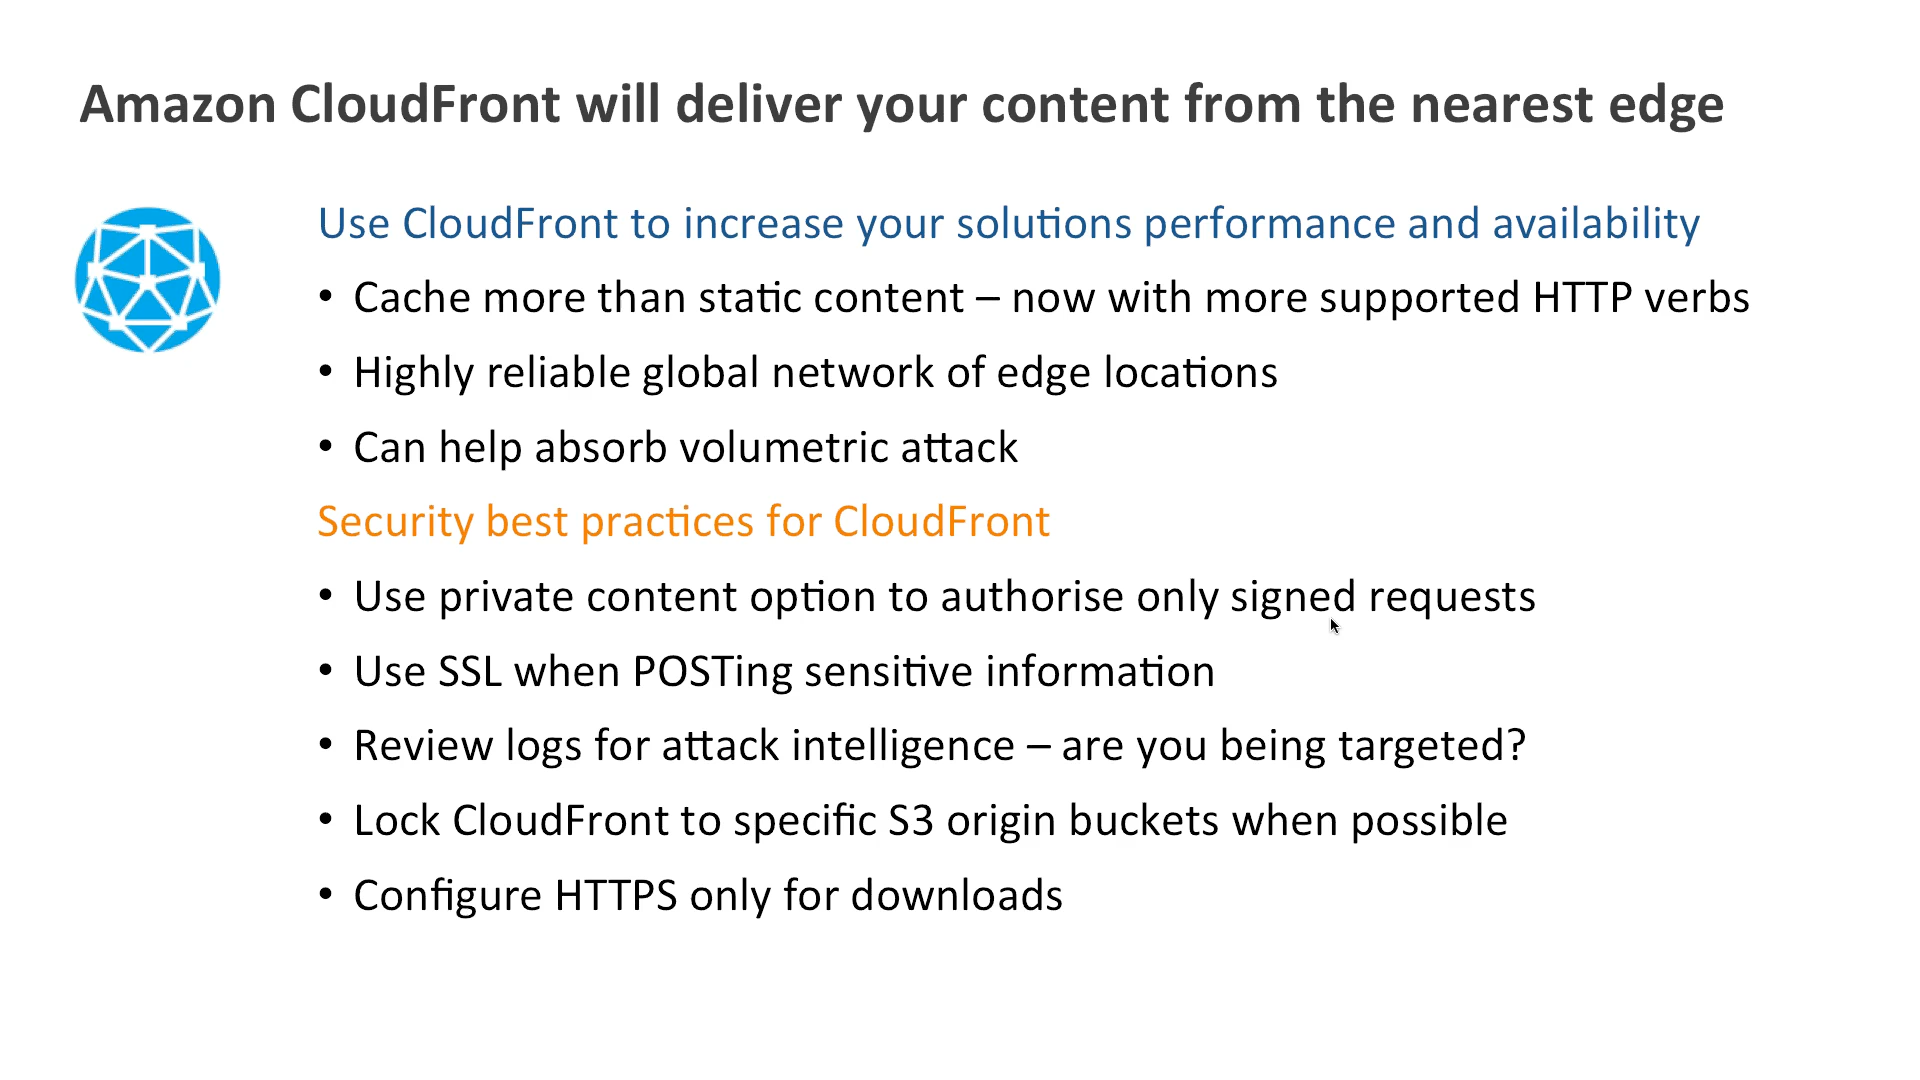 Amazon CloudFront will deliver your content from the nearest edge
Use CloudFront to increase your solutions performance and availability
• Cache more than static content – now with more supported HTTP verbs
• Highly reliable global network of edge locations
• Can help absorb volumetric attack
Security best practices for CloudFront
• Use private content option to authorise only signed requests
• Use SSL when POSTing sensitive information
• Review logs for attack intelligence – are you being targeted?
• Lock CloudFront to specific S3 origin buckets when possible
• Configure HTTPS only for downloads